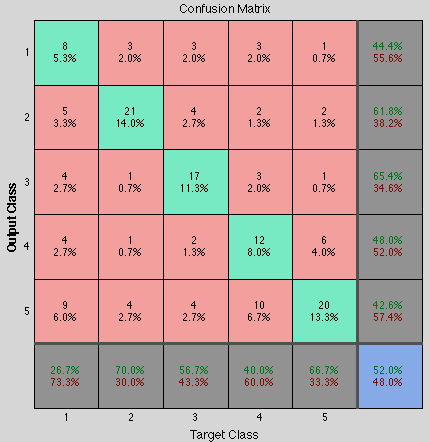 Confusion Matrix
1
8 3 3 3 1 44.4%
5.3% 2.0% 2.0% 2.0% 0.7% 55.6%
2
5 21 4 2 2 61.8%
3.3% 14.0% 2.7% 1.3% 1.3% 38.2%
3
4 1 17 3 1 65.4%
2.7% 0.7% 11.3% 2.0% 0.7% 34.6%
Output Class
4
4 1 2 12 6 48.0%
2.7% 0.7% 1.3% 8.0% 4.0% 52.0%
5
9 4 4 10 20 42.6%
6.0% 2.7% 2.7% 6.7% 13.3% 57.4%
26.7% 70.0% 56.7% 40.0% 66.7% 52.0%
73.3% 30.0% 43.3% 60.0% 33.3% 48.0%
1 2 3 4 5
Target Class